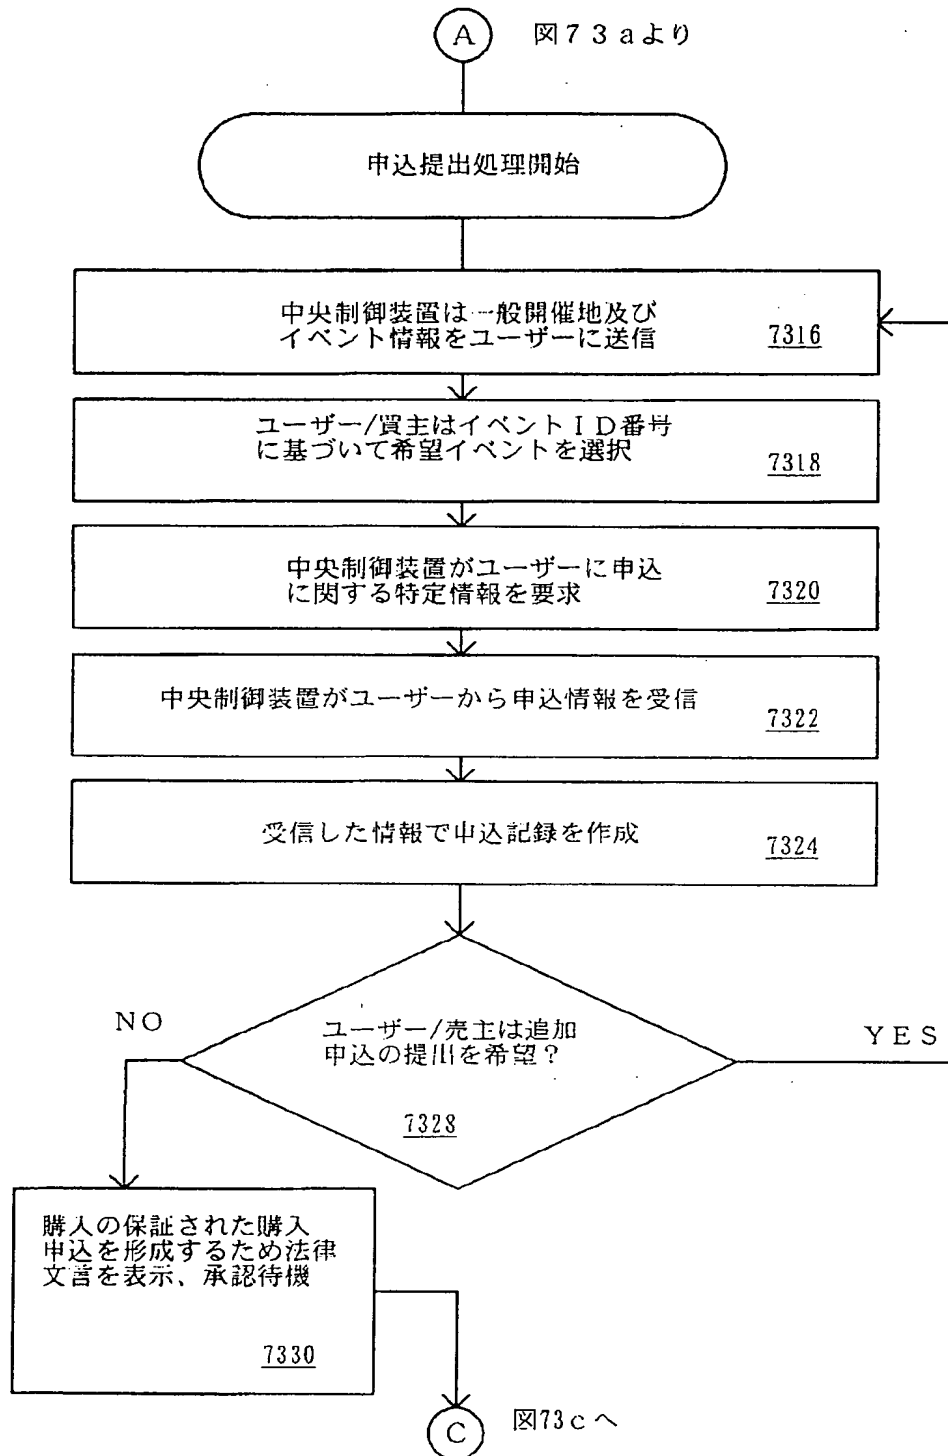 A
図７３ａより
申込提出処理開始
中央制御装置は一般開催地及び
イベント情報をユーザーに送信
7316
ユーザー/買主はイベントＩＤ番号
に基づいて希望イベントを選択
7318
中央制御装置がユーザーに申込
に関する特定情報を要求
7320
中央制御装置がユーザーから申込情報を受信
7322
受信した情報で申込記録を作成
7324
NO
ユーザー/売主は追加
申込の提出を希望？
YES
7328
購入の保証された購入
申込を形成するため法律
文言を表示、承認待機
7330
図73ｃへ
C